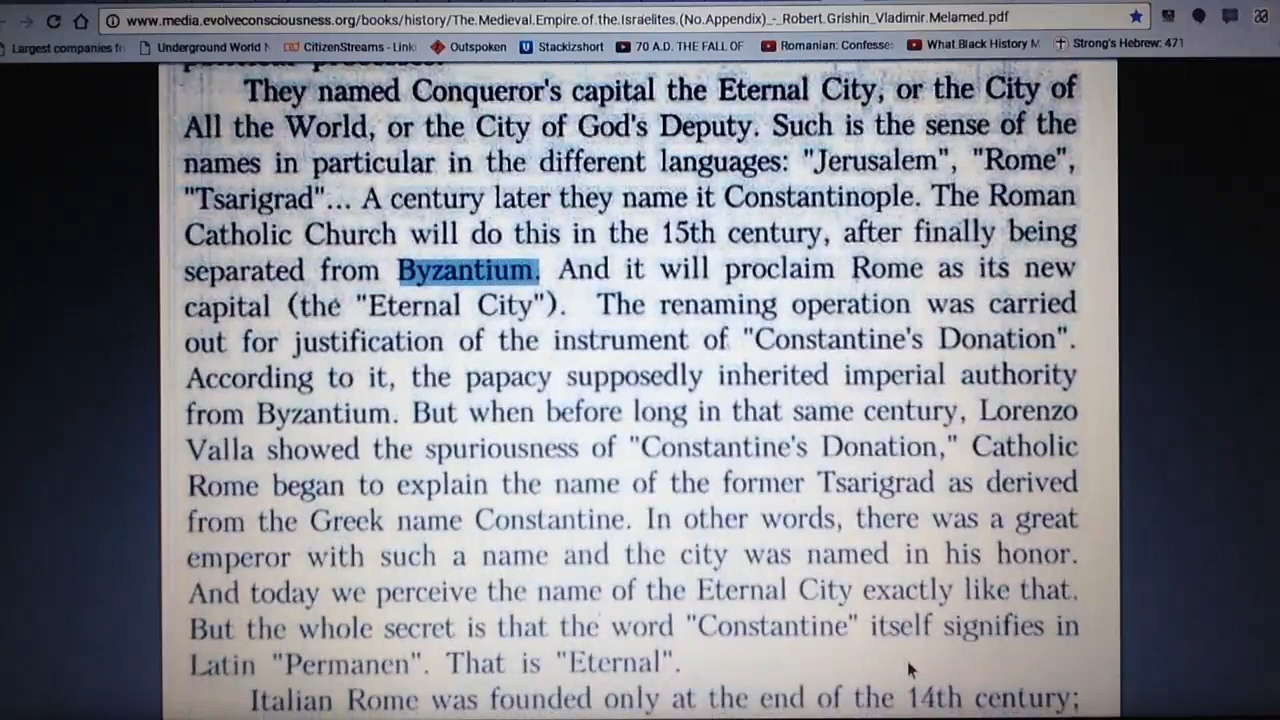 www.media.evolveconsciousness.org/books/history/The.Medieval.Empire.of.the.Israelites.(No.Appendix)_-_Robert.Grishin_Vladimir.Melamed.pdf
Largest companies Underground World CitizenStreams - Link Outspoken Stackizshort 70 A.D. THE FALL OF Romanian: Confesse What Black History M Strong's Hebrew: 471
They named Conqueror's capital the Eternal City, or the City of
All the World, or the City of God's Deputy. Such is the sense of the
names in particular in the different languages: "Jerusalem", "Rome",
"Tsarigrad"... A century later they name it Constantinople. The Roman
Catholic Church will do this in the 15th century, after finally being
separated from Byzantium. And it will proclaim Rome as its new
capital (the "Eternal City"). The renaming operation was carried
out for justification of the instrument of "Constantine's Donation".
According to it, the papacy supposedly inherited imperial authority
from Byzantium. But when before long in that same century, Lorenzo
Valla showed the spuriousness of "Constantine's Donation," Catholic
Rome began to explain the name of the former Tsarigrad as derived
from the Greek name Constantine. In other words, there was a great
emperor with such a name and the city was named in his honor.
And today we perceive the name of the Eternal City exactly like that.
But the whole secret is that the word "Constantine" itself signifies in
Latin "Permanen". That is "Eternal".
Italian Rome was founded only at the end of the 14th century;